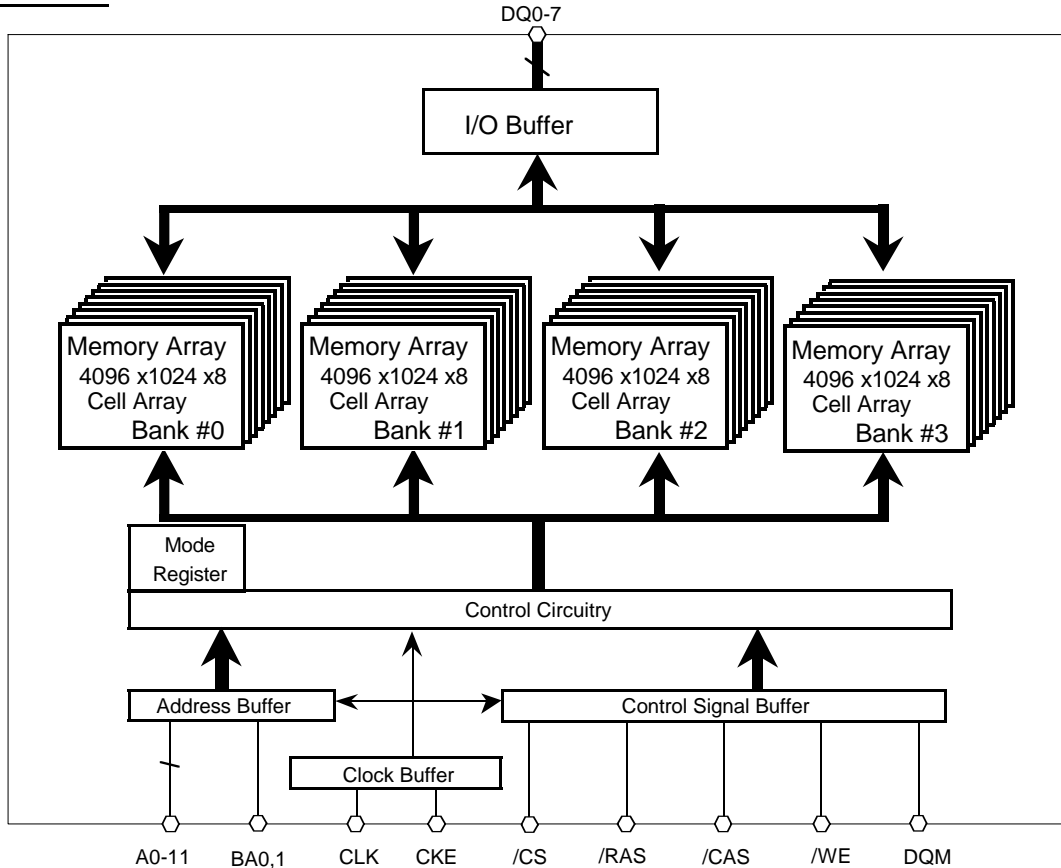 DQ0-7
I/O Buffer
Memory Array
4096 x1024 x8
Cell Array
Bank #0
Memory Array
4096 x1024 x8
Cell Array
Bank #1
Memory Array
4096 x1024 x8
Cell Array
Bank #2
Memory Array
4096 x1024 x8
Cell Array
Bank #3
Mode
Register
Control Circuitry
Address Buffer
Control Signal Buffer
Clock Buffer
A0-11
BA0,1
CLK
CKE
/CS
/RAS
/CAS
/WE
DQM